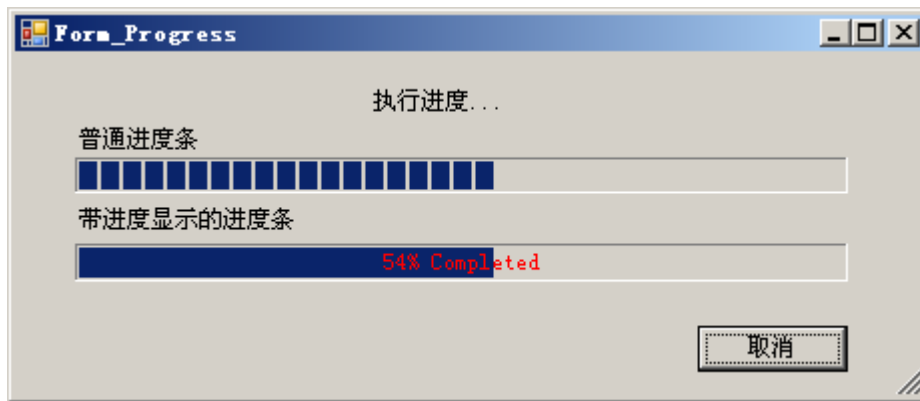 Form_Progress
执行进度...
普通进度条
带进度显示的进度条
54% Completed
取消